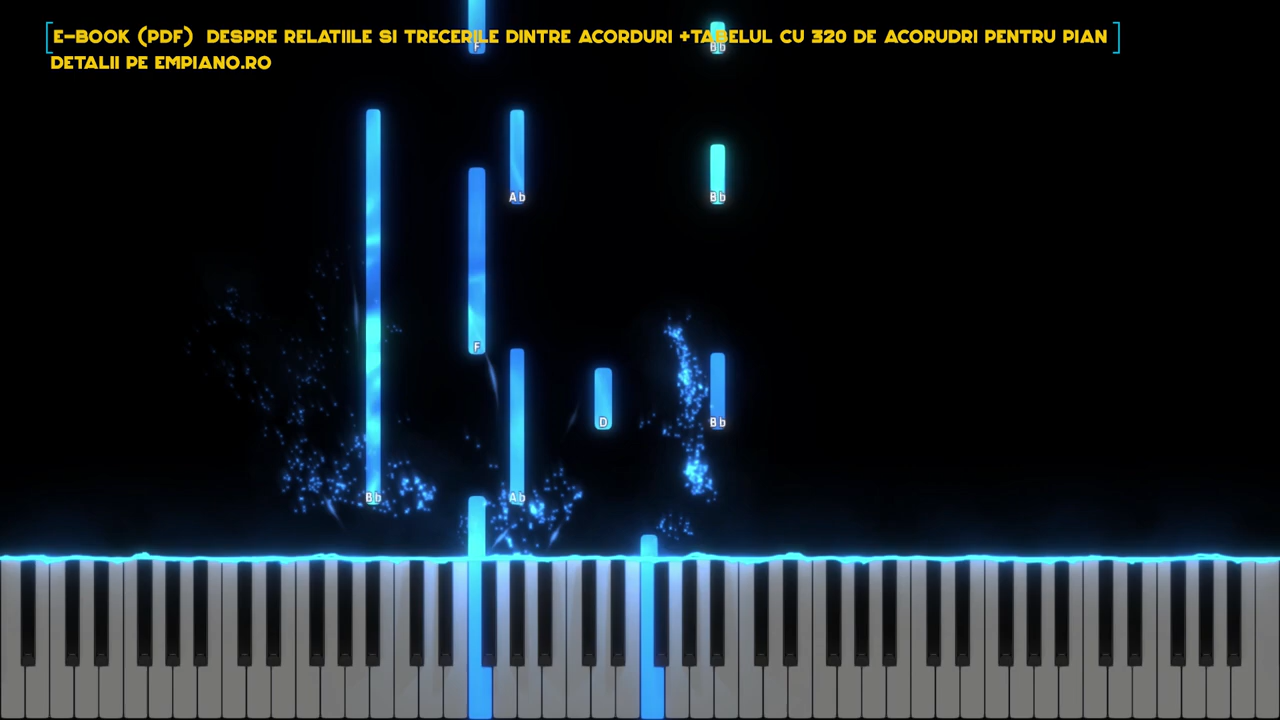 E-BOOK (PDF) DESPRE RELATIILE SI TRECERILE DINTRE ACORDURI +TABELUL CU 320 DE ACORUDRI PENTRU PIAN
DETALII PE EMPIANO.RO
F Bb
Ab Bb
F
D Bb
Bb Ab